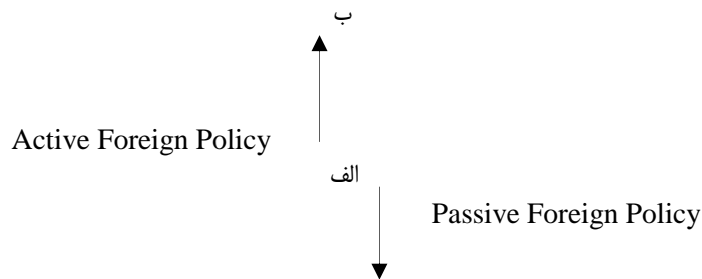 ب
Active Foreign Policy
الف
Passive Foreign Policy